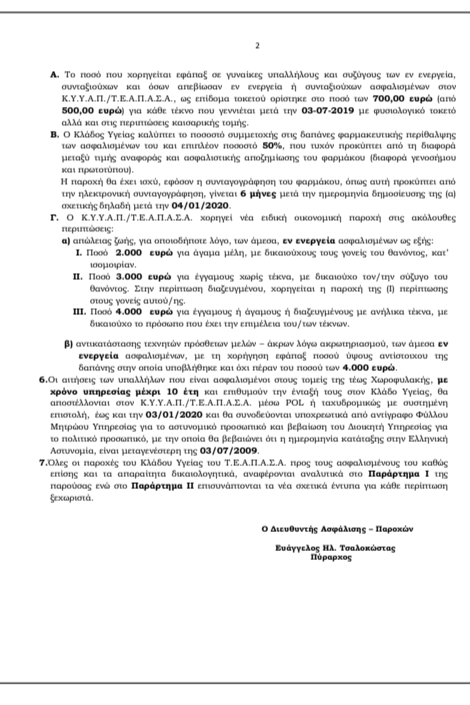 2
Α. Το ποσό που χορηγείται εφάπαξ σε γυναίκες υπαλλήλους και συζύγους των εν ενεργεία,
συνταξιούχων και όσων απεβίωσαν εν ενεργεία ή συνταξιούχων ασφαλισμένων στον
Κ.Υ.Υ.Α.Π./Τ.Ε.Α.Π.Α.Σ.Α., ως επίδομα τοκετού ορίστηκε στο ποσό των 700,00 ευρώ (από
500,00 ευρώ) για κάθε τέκνο που γεννιέται μετά την 03-07-2019 με φυσιολογικό τοκετό
αλλά και στις περιπτώσεις καισαρικής τομής.
Β. Ο Κλάδος Υγείας καλύπτει το ποσοστό συμμετοχής στις δαπάνες φαρμακευτικής περίθαλψης
των ασφαλισμένων του και επιπλέον ποσοστό 50%, που τυχόν προκύπτει από τη διαφορά
μεταξύ τιμής αναφοράς και ασφαλιστικής αποζημίωσης του φαρμάκου (διαφορά γενοσήμου
και πρωτοτύπου).
Η παροχή θα έχει ισχύ, εφόσον η συνταγογράφηση του φαρμάκου, όπως αυτή προκύπτει από
την ηλεκτρονική συνταγογράφηση, γίνεται 6 μήνες μετά την ημερομηνία δημοσίευσης της (α)
σχετικής δηλαδή μετά την 04/01/2020.
Γ. Ο Κ.Υ.Υ.Α.Π./Τ.Ε.Α.Π.Α.Σ.Α. χορηγεί νέα ειδική οικονομική παροχή στις ακόλουθες
περιπτώσεις:
α) απώλειας ζωής, για οποιοδήποτε λόγο, των άμεσα, εν ενεργεία ασφαλισμένων ως εξής:
I. Ποσό 2.000 ευρώ για άγαμα μέλη, με δικαιούχους τους γονείς του θανόντος, κατ’
ισομοιρίαν.
II. Ποσό 3.000 ευρώ για έγγαμους χωρίς τέκνα, με δικαιούχο τον/την σύζυγο του
θανόντος. Στην περίπτωση διαζευγμένου, χορηγείται η παροχή της (Ι) περίπτωσης
στους γονείς αυτού/ης.
III. Ποσό 4.000 ευρώ για έγγαμους ή άγαμους ή διαζευγμένους με ανήλικα τέκνα, με
δικαιούχο το πρόσωπο που έχει την επιμέλεια του/των τέκνων.
β) αντικατάστασης τεχνητών πρόσθετων μελών – άκρων λόγω ακρωτηριασμού, των άμεσα εν
ενεργεία ασφαλισμένων, με τη χορήγηση εφάπαξ ποσού ύψους αντίστοιχου της
δαπάνης στην οποία υποβλήθηκε και όχι πέραν του ποσού των 4.000 ευρώ.
6.Οι αιτήσεις των υπαλλήλων που είναι ασφαλισμένοι στους τομείς της τέως Χωροφυλακής, με
χρόνο υπηρεσίας μέχρι 10 έτη και επιθυμούν την ένταξή τους στον Κλάδο Υγείας, θα
αποστέλλονται στον Κ.Υ.Υ.Α.Π./Τ.Ε.Α.Π.Α.Σ.Α. μέσω POL ή ταχυδρομικώς με συστημένη
επιστολή, έως και την 03/01/2020 και θα συνοδεύονται υποχρεωτικά από αντίγραφο Φύλλου
Μητρώου Υπηρεσίας για το αστυνομικό προσωπικό και βεβαίωση του Διοικητή Υπηρεσίας για
το πολιτικό προσωπικό, με την οποία θα βεβαιώνει ότι η ημερομηνία κατάταξης στην Ελληνική
Αστυνομία, είναι μεταγενέστερη της 03/07/2009.
7.Όλες οι παροχές του Κλάδου Υγείας του Τ.Ε.Α.Π.Α.Σ.Α. προς τους ασφαλισμένους του καθώς
επίσης και τα απαραίτητα δικαιολογητικά, αναφέρονται αναλυτικά στο Παράρτημα Ι της
παρούσας ενώ στο Παράρτημα ΙΙ επισυνάπτονται τα νέα σχετικά έντυπα για κάθε περίπτωση
ξεχωριστά.
Ο Διευθυντής Ασφάλισης – Παροχών
Ευάγγελος Ηλ. Τσαλοκώστας
Πύραρχος